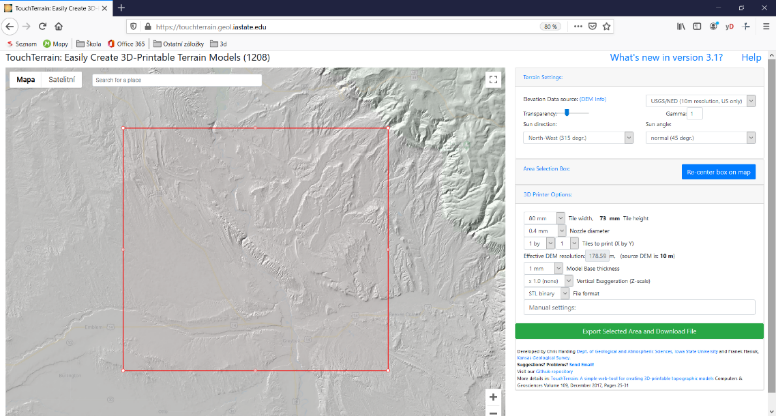 TouchTerrain: Easily Create 3D-
https://touchterrain.geol.iastate.edu
80 %
Seznam
Mapy
Škola
Office 365
Ostatní záložky
3d
TouchTerrain: Easily Create 3D-Printable Terrain Models (1208)
What's new in version 3.1?
Help
Mapa
Satelitní
Search for a place
Terrain Settings:
Elevation Data source: (DEM Info)
USGS/NED (10m resolution, US only)
Transparency:
Gamma: 1
Sun direction:
Sun angle:
North-West (315 degr.)
normal (45 degr.)
Area Selection Box:
Re-center box on map
3D Printer Options:
80 mm Tile width, 73 mm Tile height
0.4 mm Nozzle diameter
1 by 1 Tiles to print (X by Y)
Effective DEM resolution: 178.59 m, (source DEM is: 10 m)
1 mm Model Base thickness
x 1.0 (none) Vertical Exaggeration (Z-scale)
STL binary File format
Manual settings:
Export Selected Area and Download File
Developed by Chris Harding Dept. of Geological and Atmospheric Sciences, Iowa State University and
Kansas Geological Survey.
Suggestions? Problems? Send Email!
Visit our Github repository
More details in TouchTerrain: A simple web-tool for creating 3D-printable topographic models Computers &
Geosciences Volume 109, December 2017, Pages 25-31.